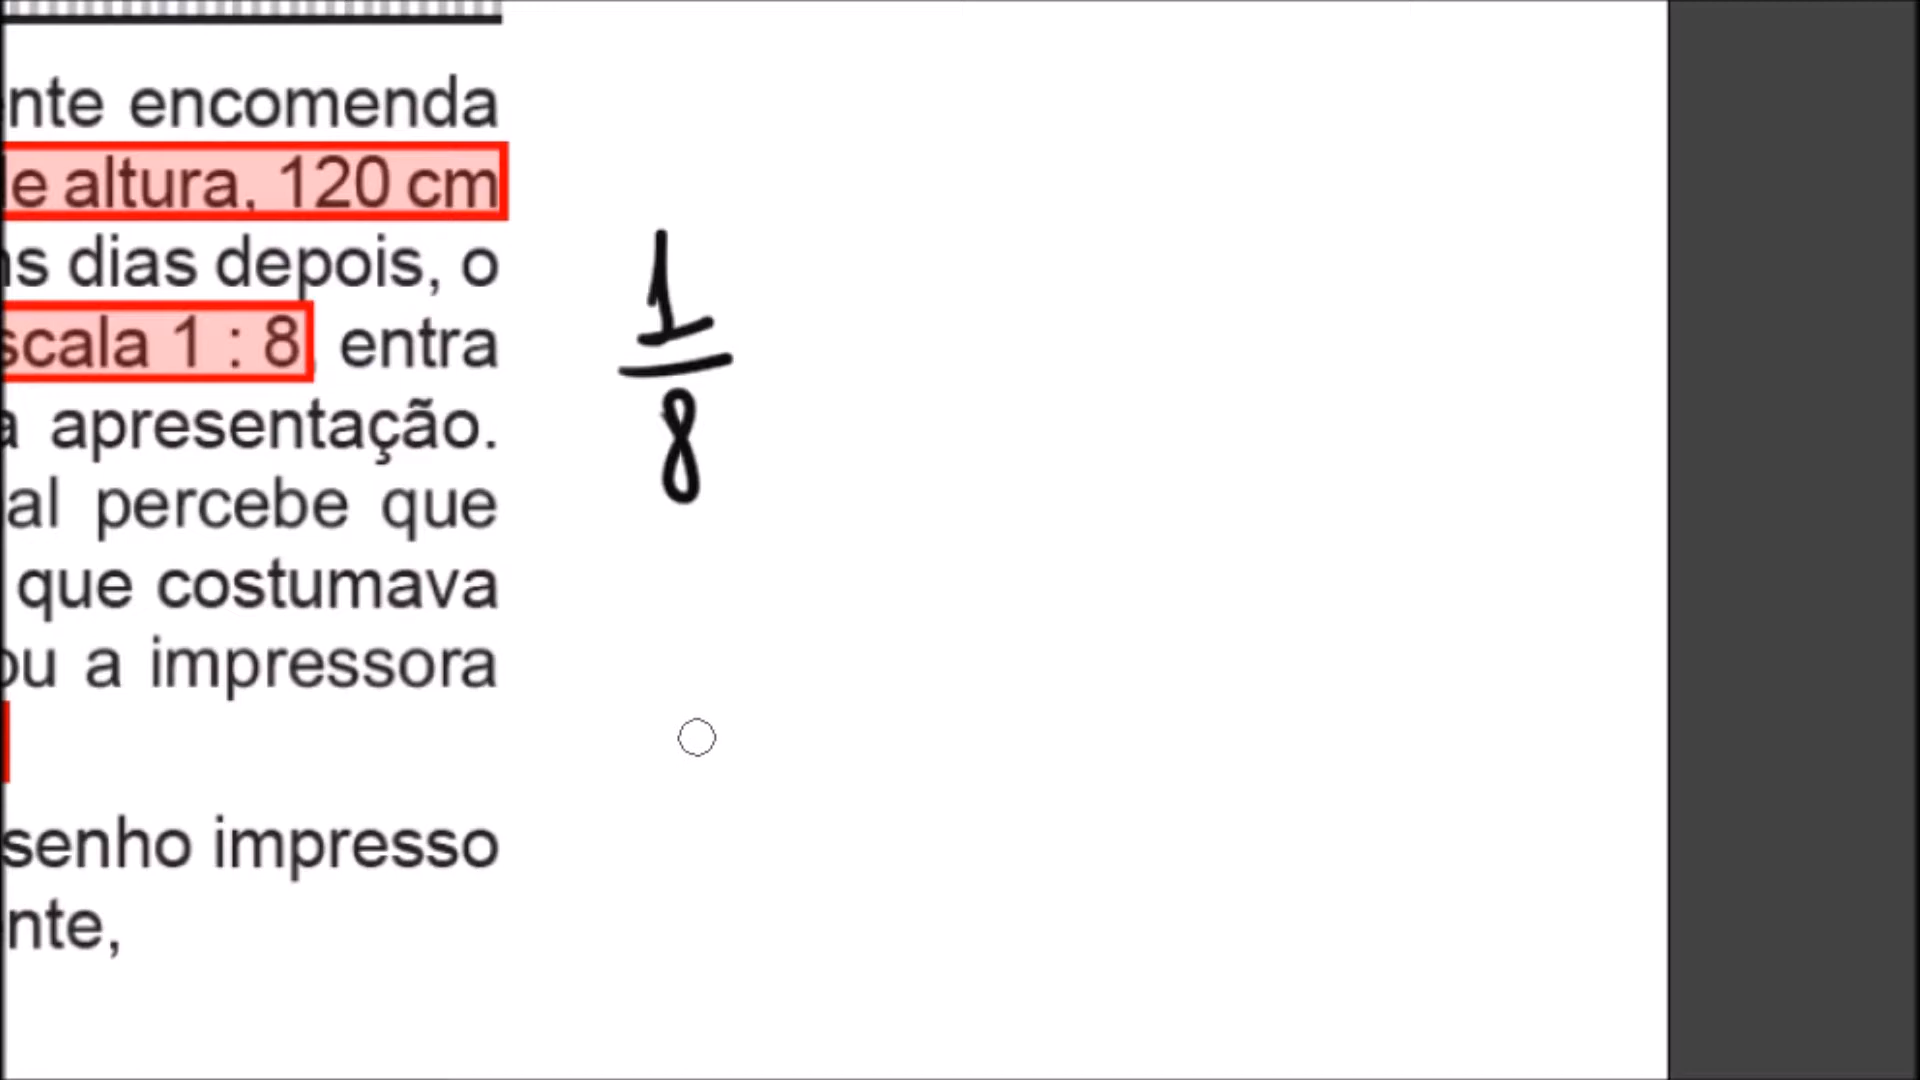 nte encomenda
e altura, 120 cm
s dias depois, o
scala 1 : 8, entra
a apresentação.
al percebe que
que costumava
ou a impressora
senho impresso
nte,
1
8